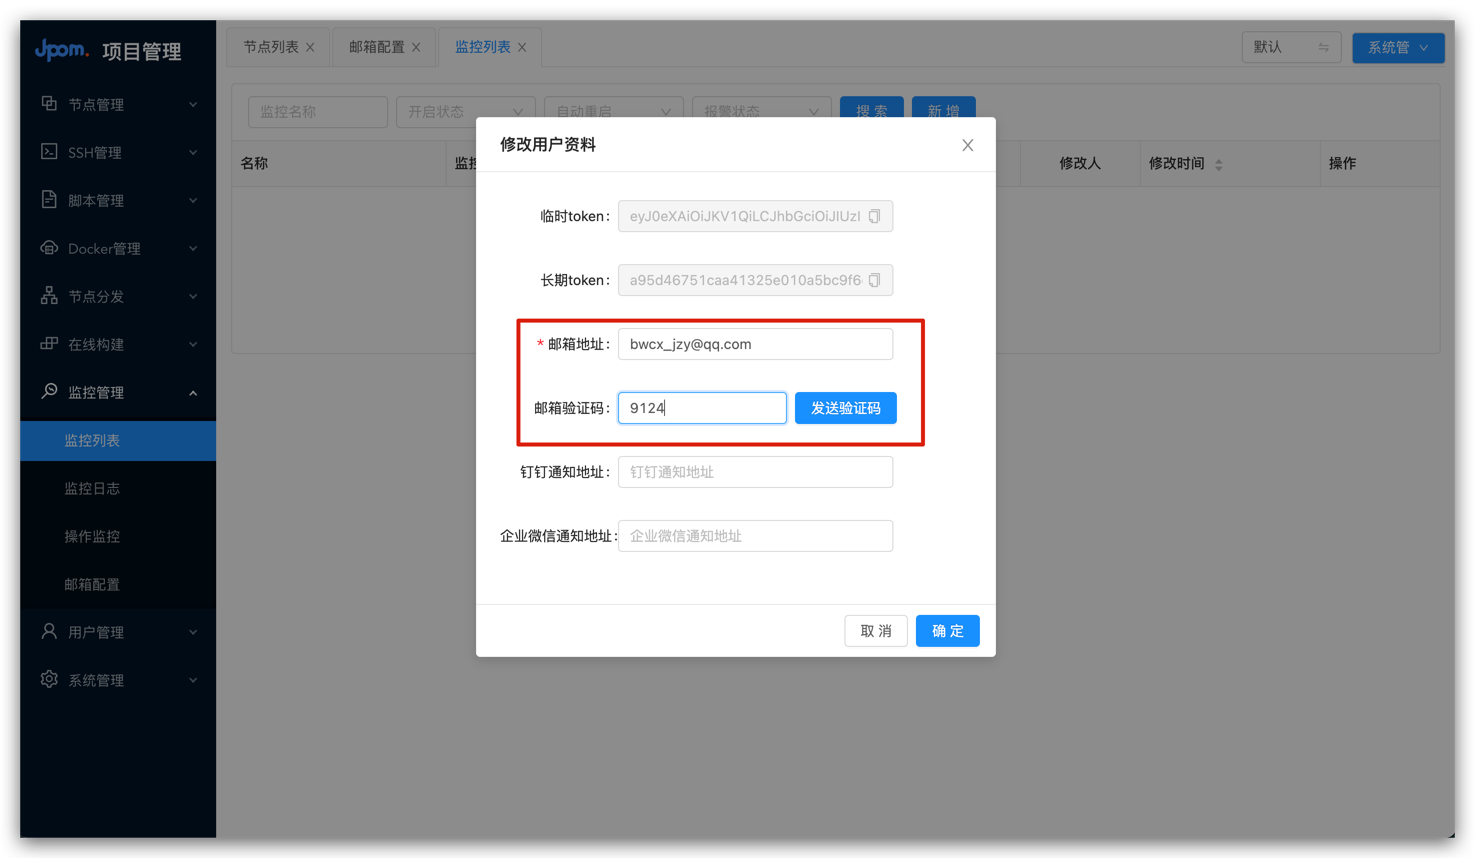 Jpom. 项目管理
节点列表
邮箱配置
监控列表
默认
系统管
节点管理
SSH管理
脚本管理
Docker管理
节点分发
在线构建
监控管理
监控列表
监控日志
操作监控
邮箱配置
用户管理
系统管理
监控名称
开启状态
自动重启
报警状态
搜 索
新 增
名称
监控
修改人
修改时间
操作
修改用户资料
临时token:
eyJ0eXAiOiJKV1QiLCJhbGciOiJIUzI
长期token:
a95d46751caa41325e010a5bc9f6
* 邮箱地址:
bwcx_jzy@qq.com
邮箱验证码:
9124
发送验证码
钉钉通知地址:
钉钉通知地址
企业微信通知地址:
企业微信通知地址
取 消
确 定